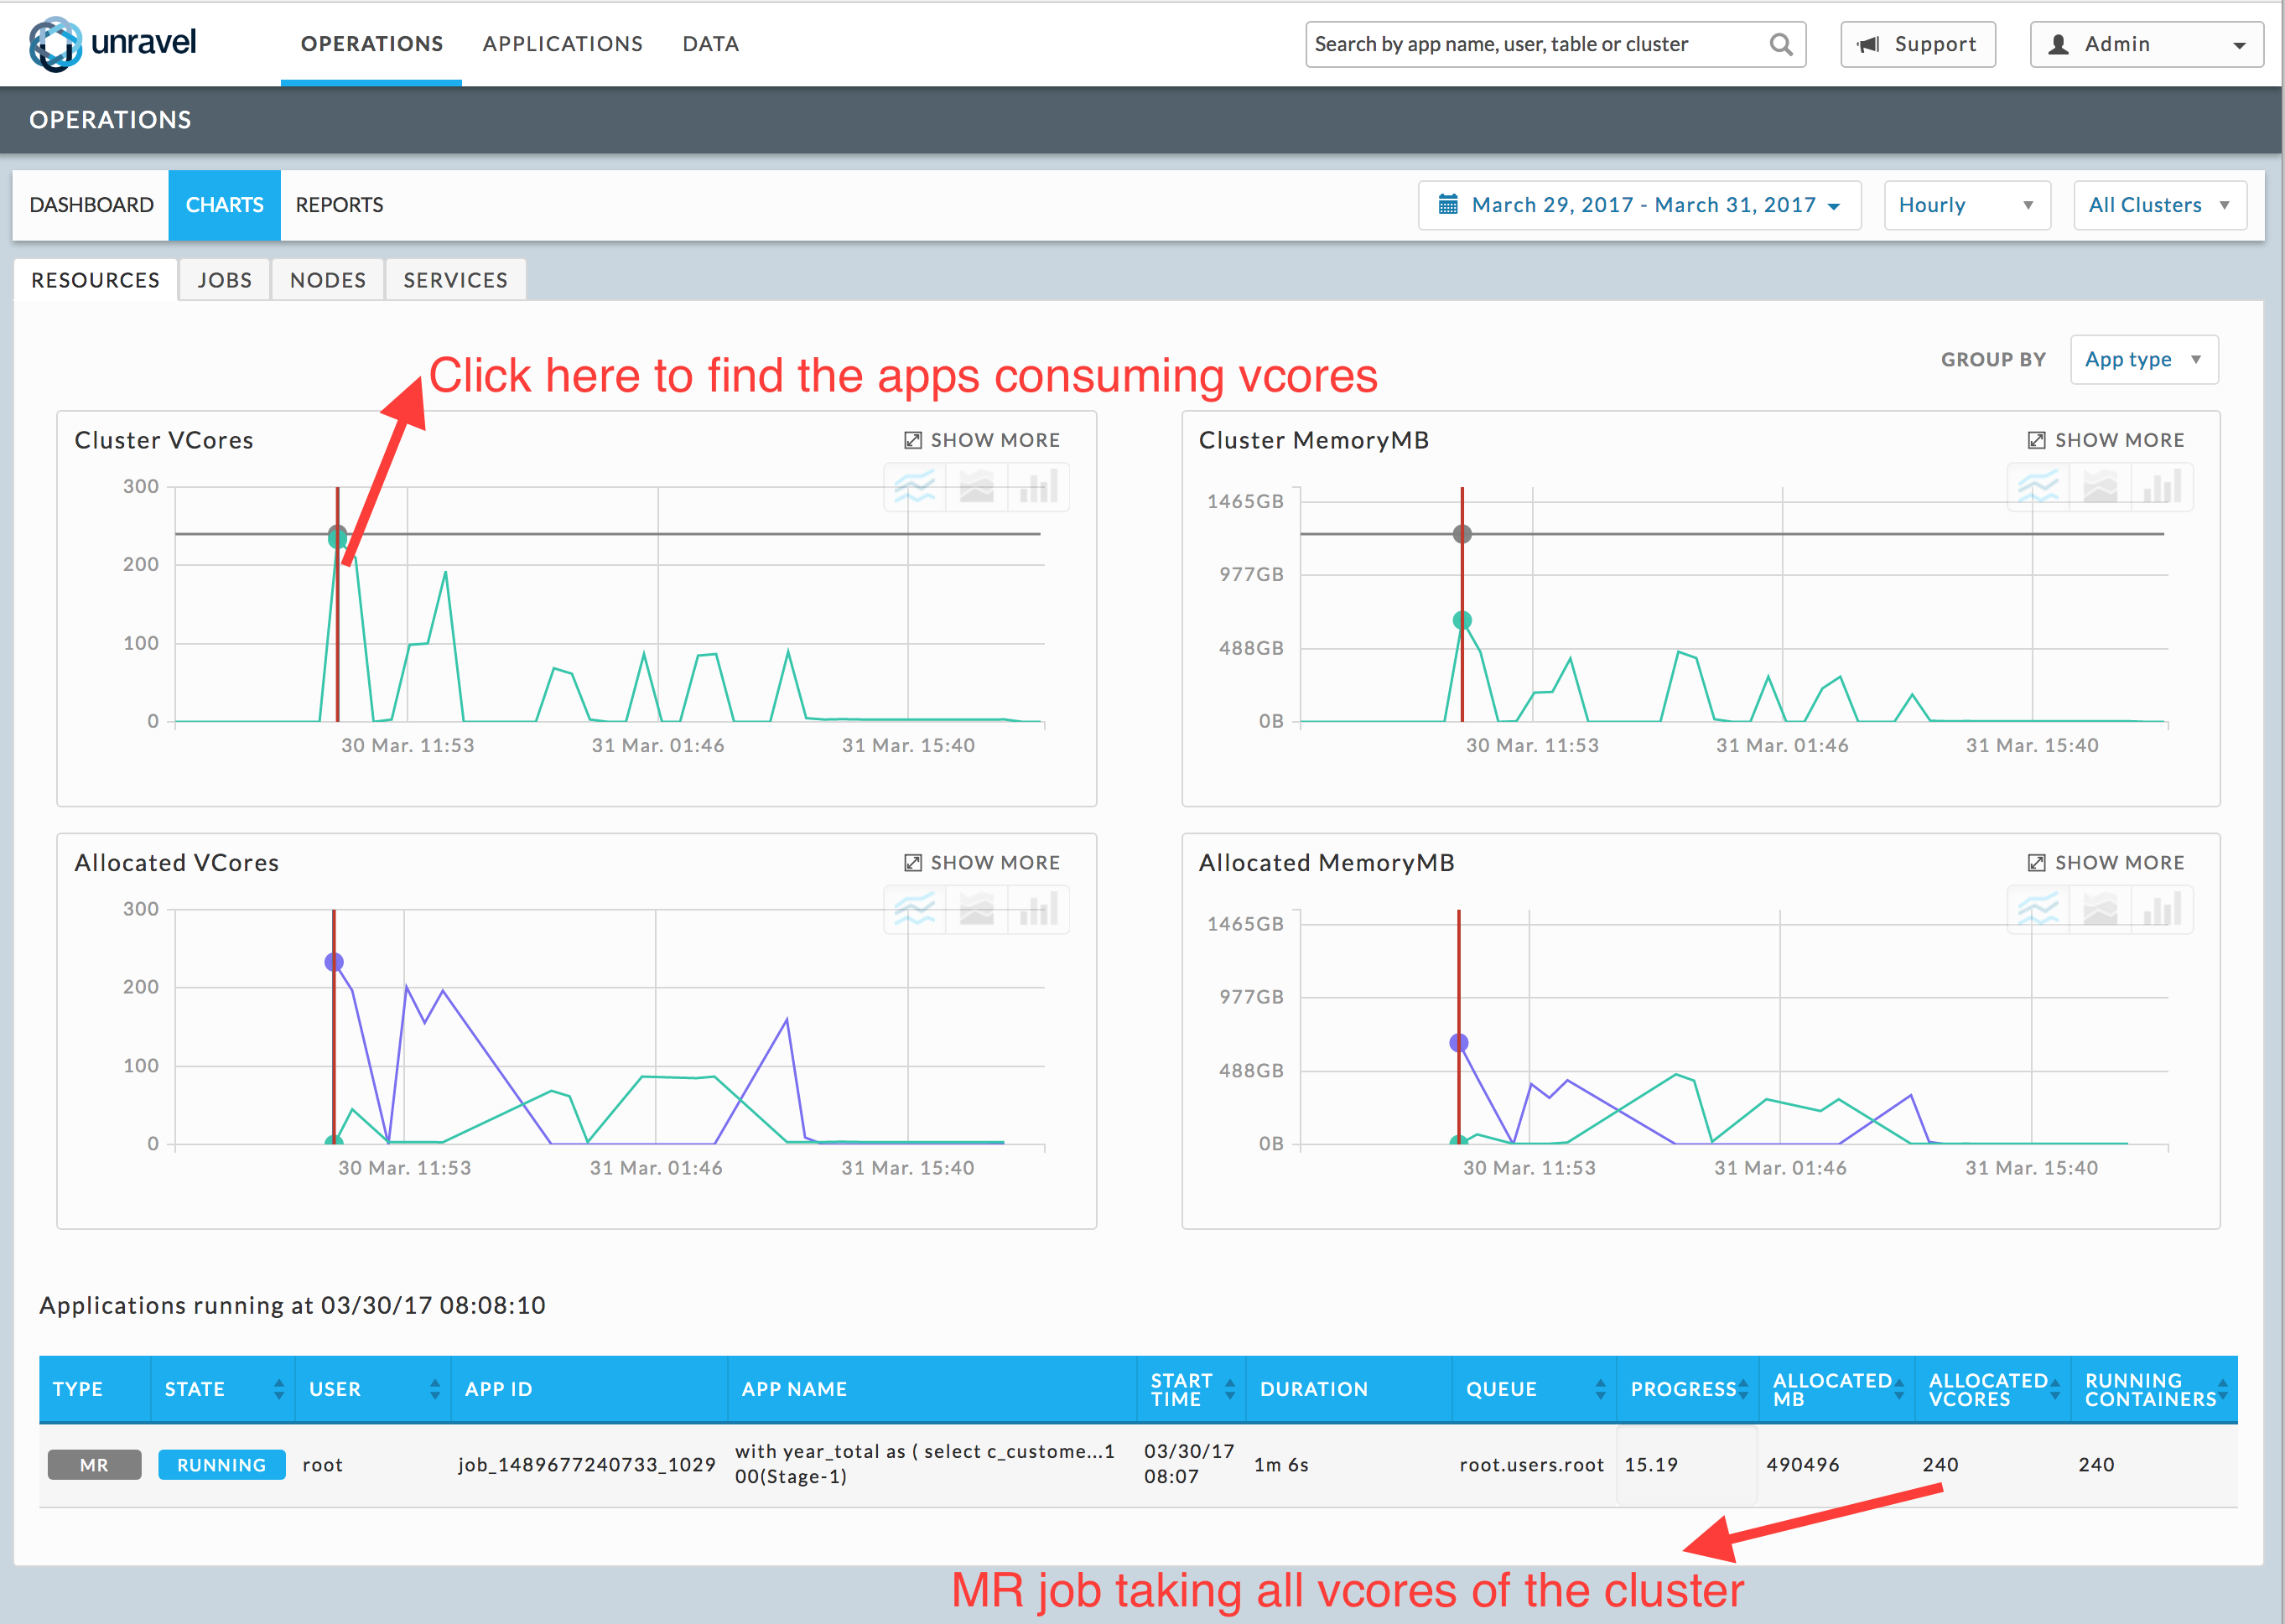 unravel
OPERATIONS APPLICATIONS DATA
Search by app name, user, table or cluster
Support
Admin
OPERATIONS
DASHBOARD CHARTS REPORTS
March 29, 2017 - March 31, 2017
Hourly
All Clusters
RESOURCES JOBS NODES SERVICES
GROUP BY App type
Click here to find the apps consuming vcores
Cluster VCores
SHOW MORE
300
200
100
0
30 Mar. 11:53 31 Mar. 01:46 31 Mar. 15:40
Cluster MemoryMB
SHOW MORE
1465GB
977GB
488GB
0B
30 Mar. 11:53 31 Mar. 01:46 31 Mar. 15:40
Allocated VCores
SHOW MORE
300
200
100
0
30 Mar. 11:53 31 Mar. 01:46 31 Mar. 15:40
Allocated MemoryMB
SHOW MORE
1465GB
977GB
488GB
0B
30 Mar. 11:53 31 Mar. 01:46 31 Mar. 15:40
Applications running at 03/30/17 08:08:10
TYPE STATE USER APP ID APP NAME START TIME DURATION QUEUE PROGRESS ALLOCATED MB ALLOCATED VCORES RUNNING CONTAINERS
MR RUNNING root job_1489677240733_1029 with year_total as ( select c_custome...1 03/30/17 1m 6s root.users.root 15.19 490496 240 240
00(Stage-1) 08:07
MR job taking all vcores of the cluster